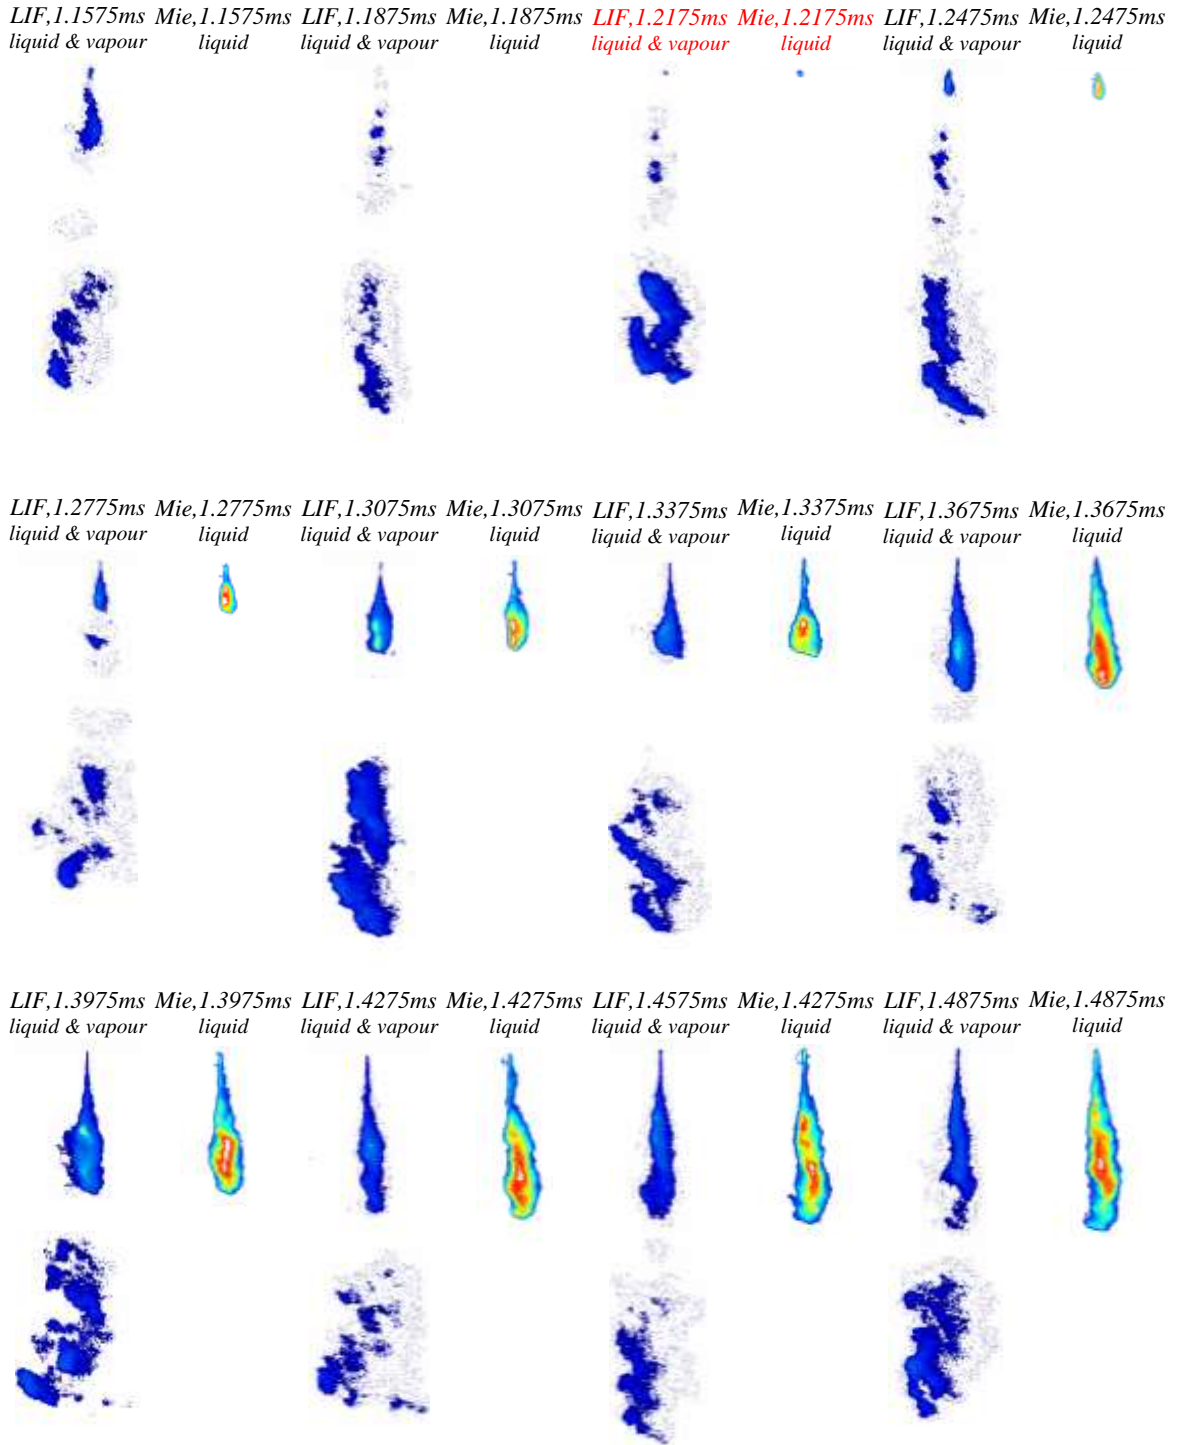 LIF,1.1575ms Mie,1.1575ms LIF,1.1875ms Mie,1.1875ms LIF,1.2175ms Mie,1.2175ms LIF,1.2475ms Mie,1.2475ms
liquid & vapour liquid liquid & vapour liquid liquid & vapour liquid liquid & vapour liquid
LIF,1.2775ms Mie,1.2775ms LIF,1.3075ms Mie,1.3075ms LIF,1.3375ms Mie,1.3375ms LIF,1.3675ms Mie,1.3675ms
liquid & vapour liquid liquid & vapour liquid liquid & vapour liquid liquid & vapour liquid
LIF,1.3975ms Mie,1.3975ms LIF,1.4275ms Mie,1.4275ms LIF,1.4575ms Mie,1.4275ms LIF,1.4875ms Mie,1.4875ms
liquid & vapour liquid liquid & vapour liquid liquid & vapour liquid liquid & vapour liquid